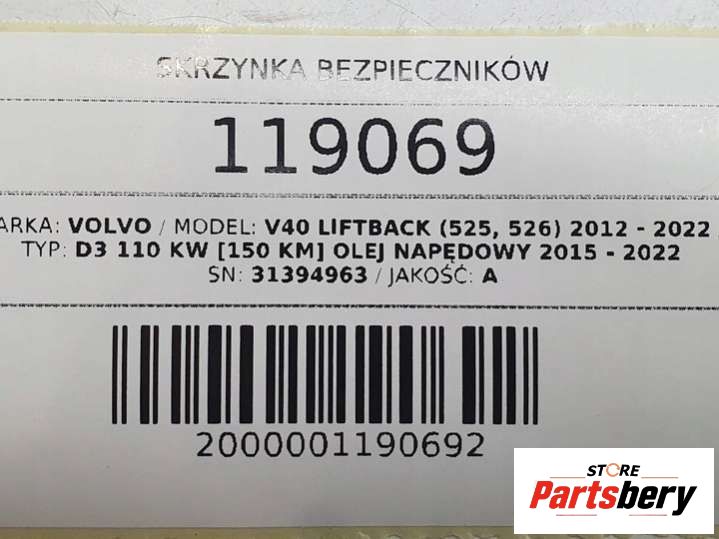 SKRZYNKA BEZPIECZNIKÓW
119069
ARKA: VOLVO / MODEL: V40 LIFTBACK (525, 526) 2012 - 2022
TYP: D3 110 KW [150 KM] OLEJ NAPĘDOWY 2015 - 2022
SN: 31394963 / JAKOŚĆ: A
2000001190692
STORE
Partsbery